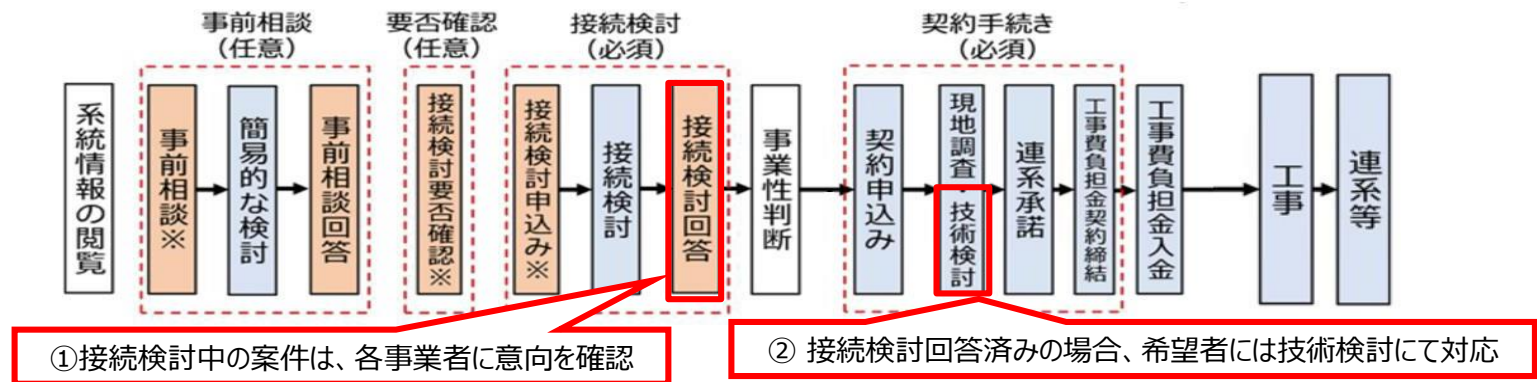 事前相談
（任意）
要否確認
（任意）
接続検討
（必須）
契約手続き
（必須）
系統情報の閲覧
事前相談※
簡易的な検討
事前相談回答
接続検討要否確認※
接続検討申込み※
接続検討
接続検討回答
事業性判断
契約申込み
現地調査・技術検討
連系承諾
工事費負担金契約締結
工事費負担金入金
工事
連系等
①接続検討中の案件は、各事業者に意向を確認
② 接続検討回答済みの場合、希望者には技術検討にて対応